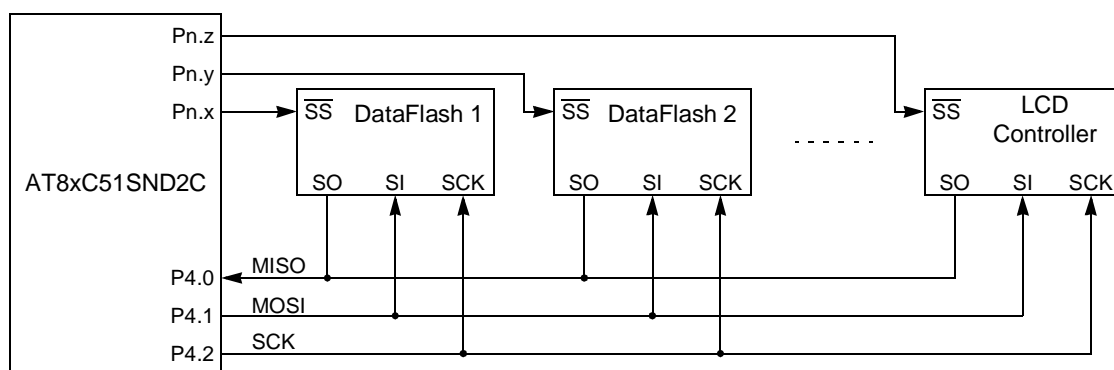 Pn.z
Pn.y
Pn.x
SS DataFlash 1
SS DataFlash 2
SS LCD
Controller
AT8xC51SND2C
SO SI SCK
SO SI SCK
SO SI SCK
P4.0 MISO
P4.1 MOSI
P4.2 SCK